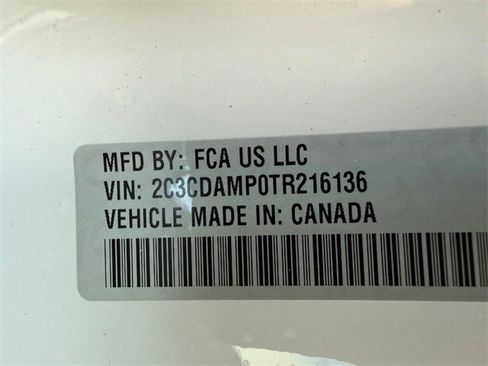 MFD BY: FCA US LLC
VIN: 2C3CDAMP0TR216136
VEHICLE MADE IN: CANADA